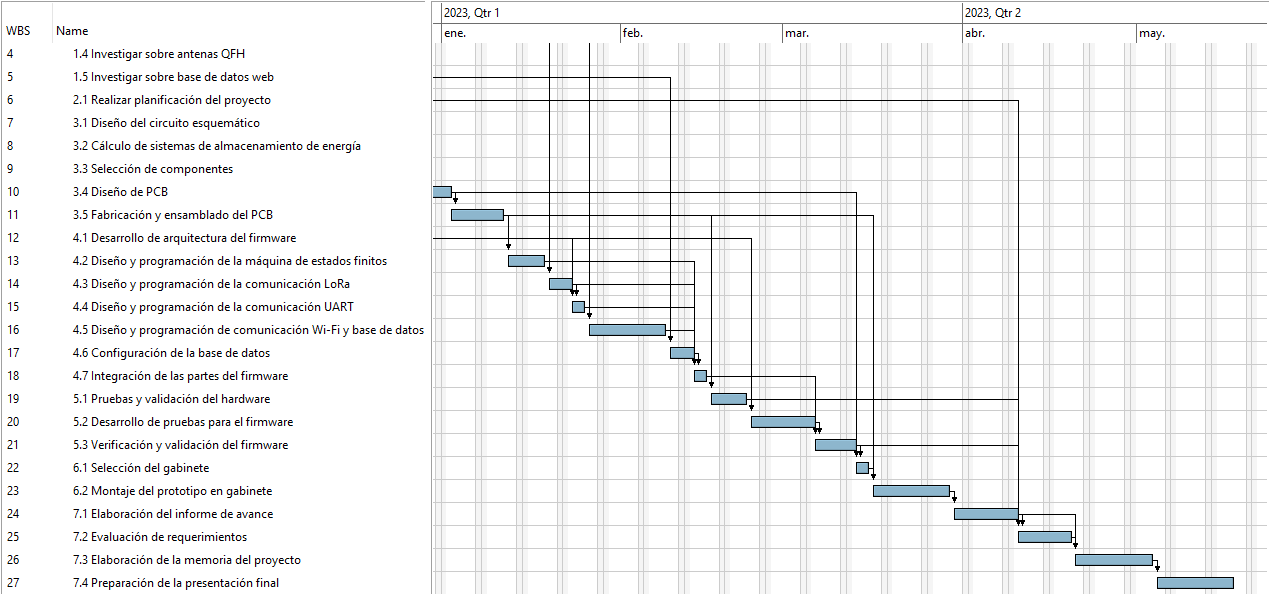 2023, Qtr 1 2023, Qtr 2
WBS Name ene. feb. mar. abr. may.
4 1.4 Investigar sobre antenas QFH
5 1.5 Investigar sobre base de datos web
6 2.1 Realizar planificación del proyecto
7 3.1 Diseño del circuito esquemático
8 3.2 Cálculo de sistemas de almacenamiento de energía
9 3.3 Selección de componentes
10 3.4 Diseño de PCB
11 3.5 Fabricación y ensamblado del PCB
12 4.1 Desarrollo de arquitectura del firmware
13 4.2 Diseño y programación de la máquina de estados finitos
14 4.3 Diseño y programación de la comunicación LoRa
15 4.4 Diseño y programación de la comunicación UART
16 4.5 Diseño y programación de comunicación Wi-Fi y base de datos
17 4.6 Configuración de la base de datos
18 4.7 Integración de las partes del firmware
19 5.1 Pruebas y validación del hardware
20 5.2 Desarrollo de pruebas para el firmware
21 5.3 Verificación y validación del firmware
22 6.1 Selección del gabinete
23 6.2 Montaje del prototipo en gabinete
24 7.1 Elaboración del informe de avance
25 7.2 Evaluación de requerimientos
26 7.3 Elaboración de la memoria del proyecto
27 7.4 Preparación de la presentación final